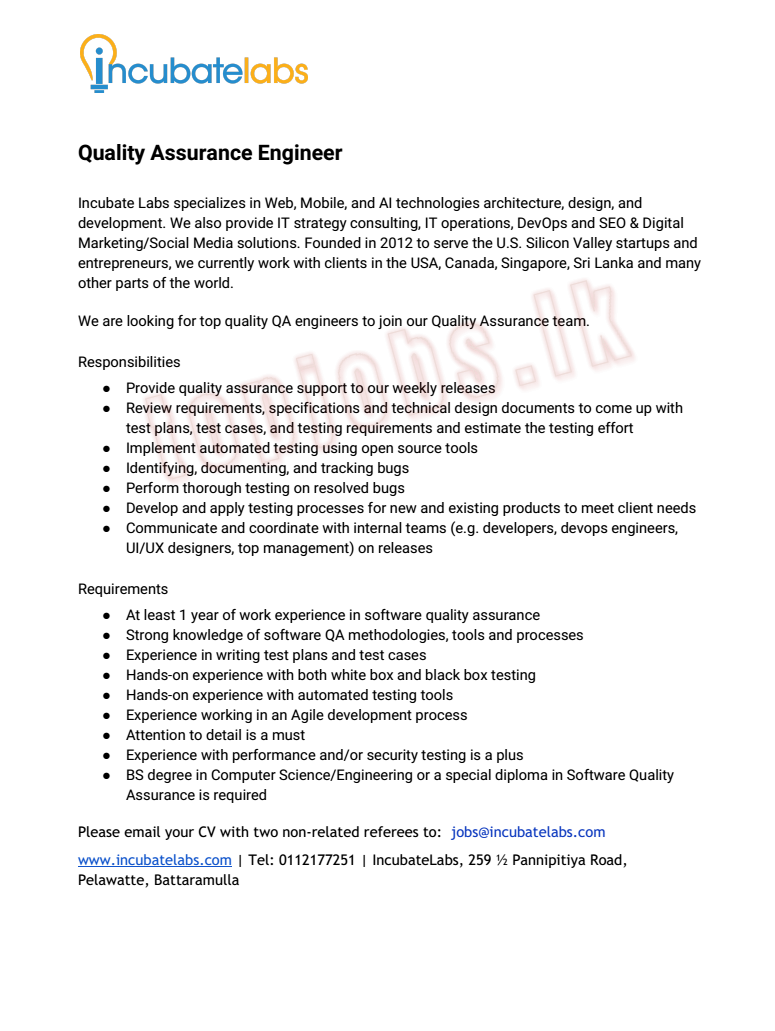 incubatelabs
Quality Assurance Engineer
Incubate Labs specializes in Web, Mobile, and AI technologies architecture, design, and
development. We also provide IT strategy consulting, IT operations, DevOps and SEO & Digital
Marketing/Social Media solutions. Founded in 2012 to serve the U.S. Silicon Valley startups and
entrepreneurs, we currently work with clients in the USA, Canada, Singapore, Sri Lanka and many
other parts of the world.
We are looking for top quality QA engineers to join our Quality Assurance team.
topjobs.lk
Responsibilities
● Provide quality assurance support to our weekly releases
● Review requirements, specifications and technical design documents to come up with
test plans, test cases, and testing requirements and estimate the testing effort
● Implement automated testing using open source tools
● Identifying, documenting, and tracking bugs
● Perform thorough testing on resolved bugs
● Develop and apply testing processes for new and existing products to meet client needs
● Communicate and coordinate with internal teams (e.g. developers, devops engineers,
UI/UX designers, top management) on releases
Requirements
● At least 1 year of work experience in software quality assurance
● Strong knowledge of software QA methodologies, tools and processes
● Experience in writing test plans and test cases
● Hands-on experience with both white box and black box testing
● Hands-on experience with automated testing tools
● Experience working in an Agile development process
● Attention to detail is a must
● Experience with performance and/or security testing is a plus
● BS degree in Computer Science/Engineering or a special diploma in Software Quality
Assurance is required
Please email your CV with two non-related referees to: jobs@incubatelabs.com
www.incubatelabs.com | Tel: 0112177251 | IncubateLabs, 259 ½ Pannipitiya Road,
Pelawatte, Battaramulla